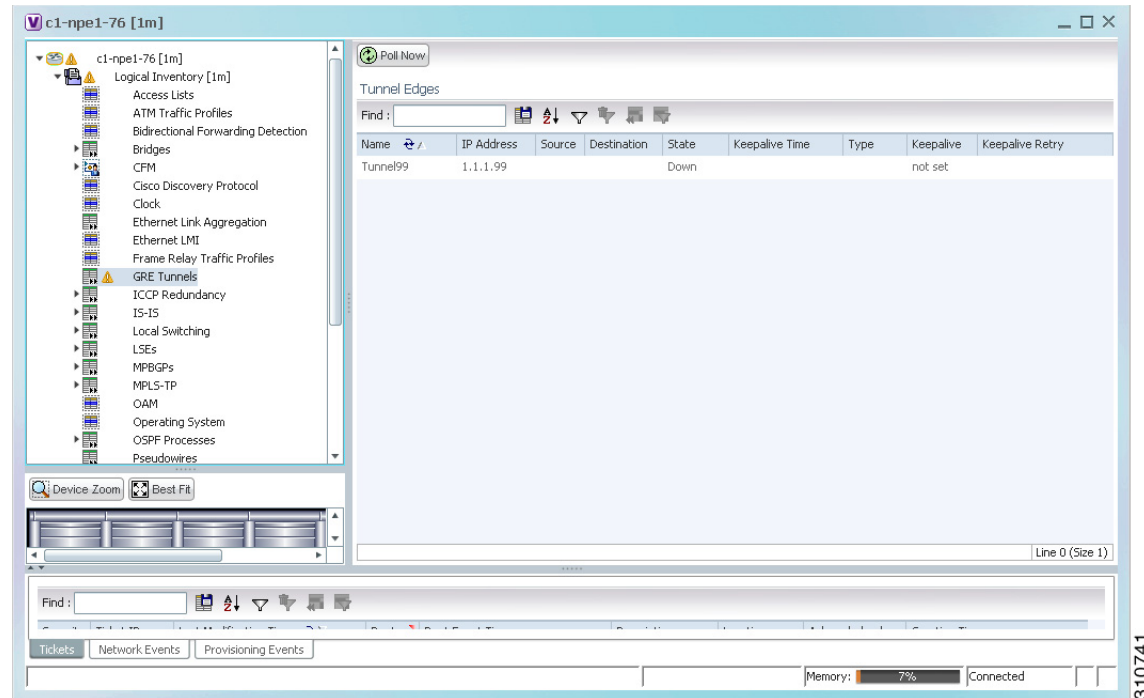 c1-npe1-76 [1m]
c1-npe1-76 [1m]
Logical Inventory [1m]
Access Lists
ATM Traffic Profiles
Bidirectional Forwarding Detection
Bridges
CFM
Cisco Discovery Protocol
Clock
Ethernet Link Aggregation
Ethernet LMI
Frame Relay Traffic Profiles
GRE Tunnels
ICCP Redundancy
IS-IS
Local Switching
LSEs
MPBGPs
MPLS-TP
OAM
Operating System
OSPF Processes
Pseudowires
Device Zoom Best Fit
Poll Now
Tunnel Edges
Find :
Name IP Address Source Destination State Keepalive Time Type Keepalive Keepalive Retry
Tunnel99 1.1.1.99 Down not set
Line 0 (Size 1)
Find :
Tickets Network Events Provisioning Events
Memory: 7% Connected
310741